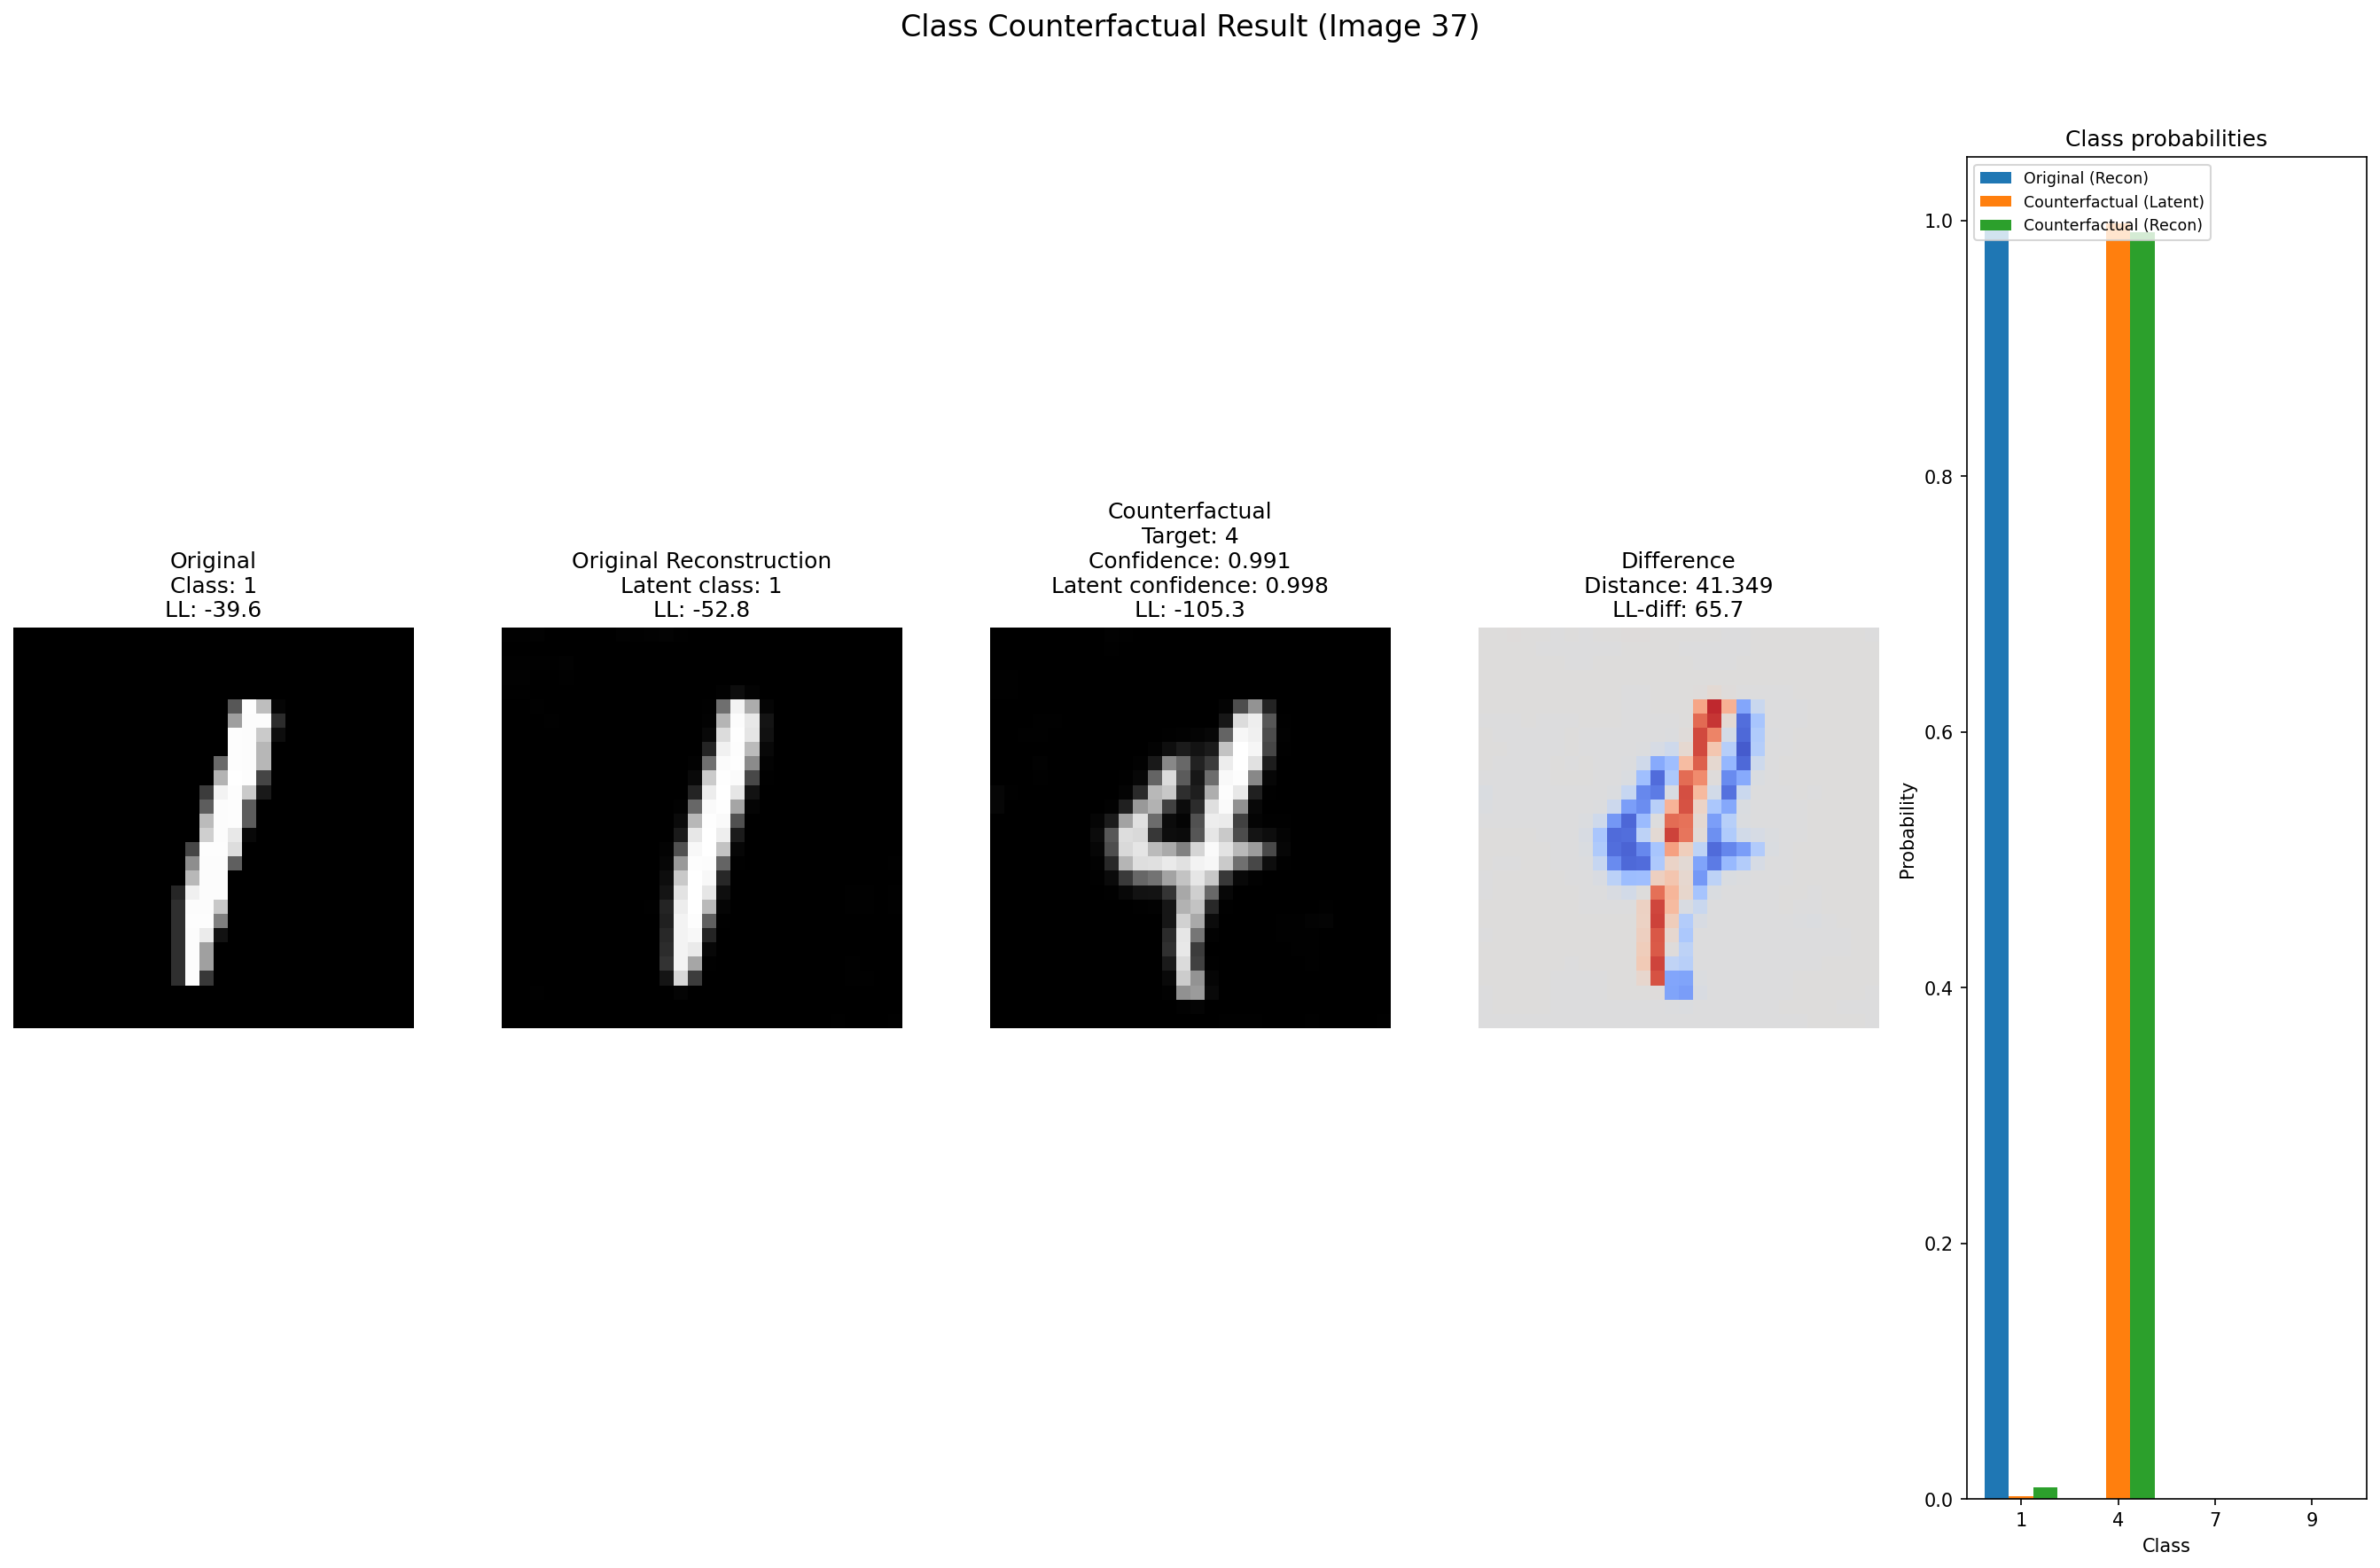 Class Counterfactual Result (Image 37)
Original
Class: 1
LL: -39.6
Original Reconstruction
Latent class: 1
LL: -52.8
Counterfactual
Target: 4
Confidence: 0.991
Latent confidence: 0.998
LL: -105.3
Difference
Distance: 41.349
LL-diff: 65.7
Class probabilities
Original (Recon)
Counterfactual (Latent)
Counterfactual (Recon)
1.0
0.8
0.6
0.4
0.2
0.0
Probability
1 4 7 9
Class